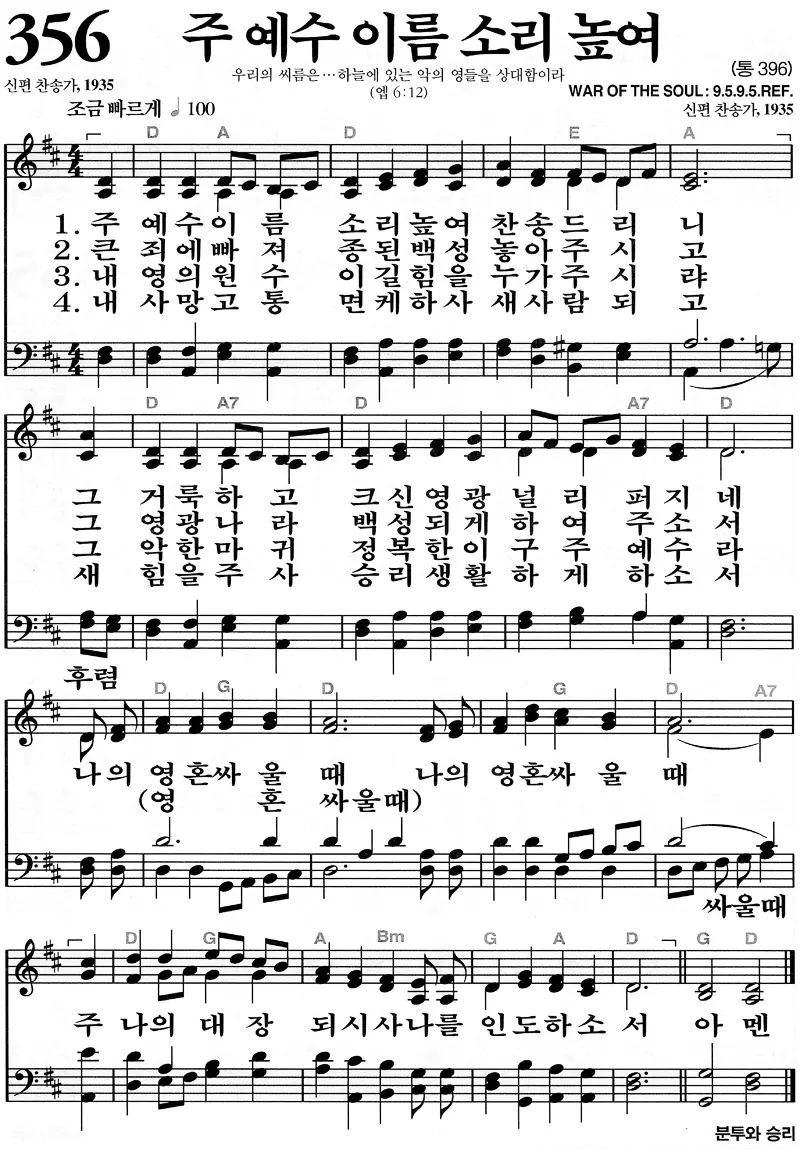 356 주 예수 이름 소리 높여
(통 396)
우리의 씨름은…하늘에 있는 악의 영들을 상대함이라
(엡 6:12)
신편 찬송가, 1935
WAR OF THE SOUL : 9.5.9.5.REF.
신편 찬송가, 1935
조금 빠르게 ♩ 100
D A D E A
4 4
1. 주 예수이 름 소리높여 찬송드 리 니
2. 큰 죄에빠 져 종된백성 놓아주 시 고
3. 내 영의원 수 이길힘을 누가주 시 랴
4. 내 사망고 통 면케하사 새사람 되 고
4 4
D A7 D A7 D
그 거룩하 고 크신영광 널 리 퍼 지 네
그 영광나 라 백성되게 하 여 주 소 서
그 악한마 귀 정복한이 구 주 예 수 라
새 힘을주 사 승리생활 하 게 하 소 서
후렴
D G D G D A7
나의 영혼싸 울 때 나의 영혼싸 울 때
(영 혼 싸울때)
싸울때
D G A Bm G A D G D
주 나의 대 장 되시사나를 인도하소 서 아 멘
분투와 승리